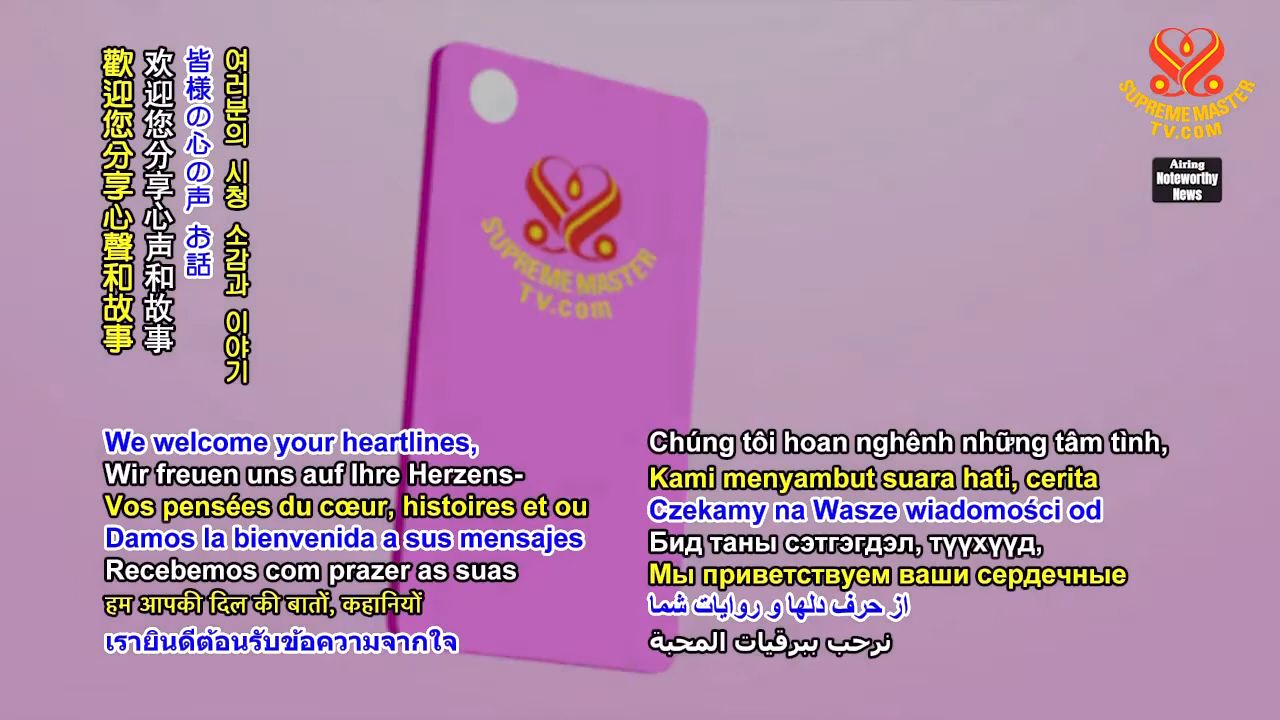 歡迎您分享心聲和故事
欢迎您分享心声和故事
皆様の心の声 お話
여러분의 시청 소감과 이야기
SUPREME MASTER
TV.COM
Airing
Noteworthy
News
SUPREME MASTER
TV.com
We welcome your heartlines,
Wir freuen uns auf Ihre Herzens-
Vos pensées du cœur, histoires et ou
Damos la bienvenida a sus mensajes
Recebemos com prazer as suas
हम आपकी दिल की बातों, कहानियों
เรายินดีต้อนรับข้อความจากใจ
Chúng tôi hoan nghênh những tâm tình,
Kami menyambut suara hati, cerita
Czekamy na Wasze wiadomości od
Бид таны сэтгэгдэл, түүхүүд,
Мы приветствуем ваши сердечные
از حرف دلها و روایات شما
نرحب ببرقيات المحبة